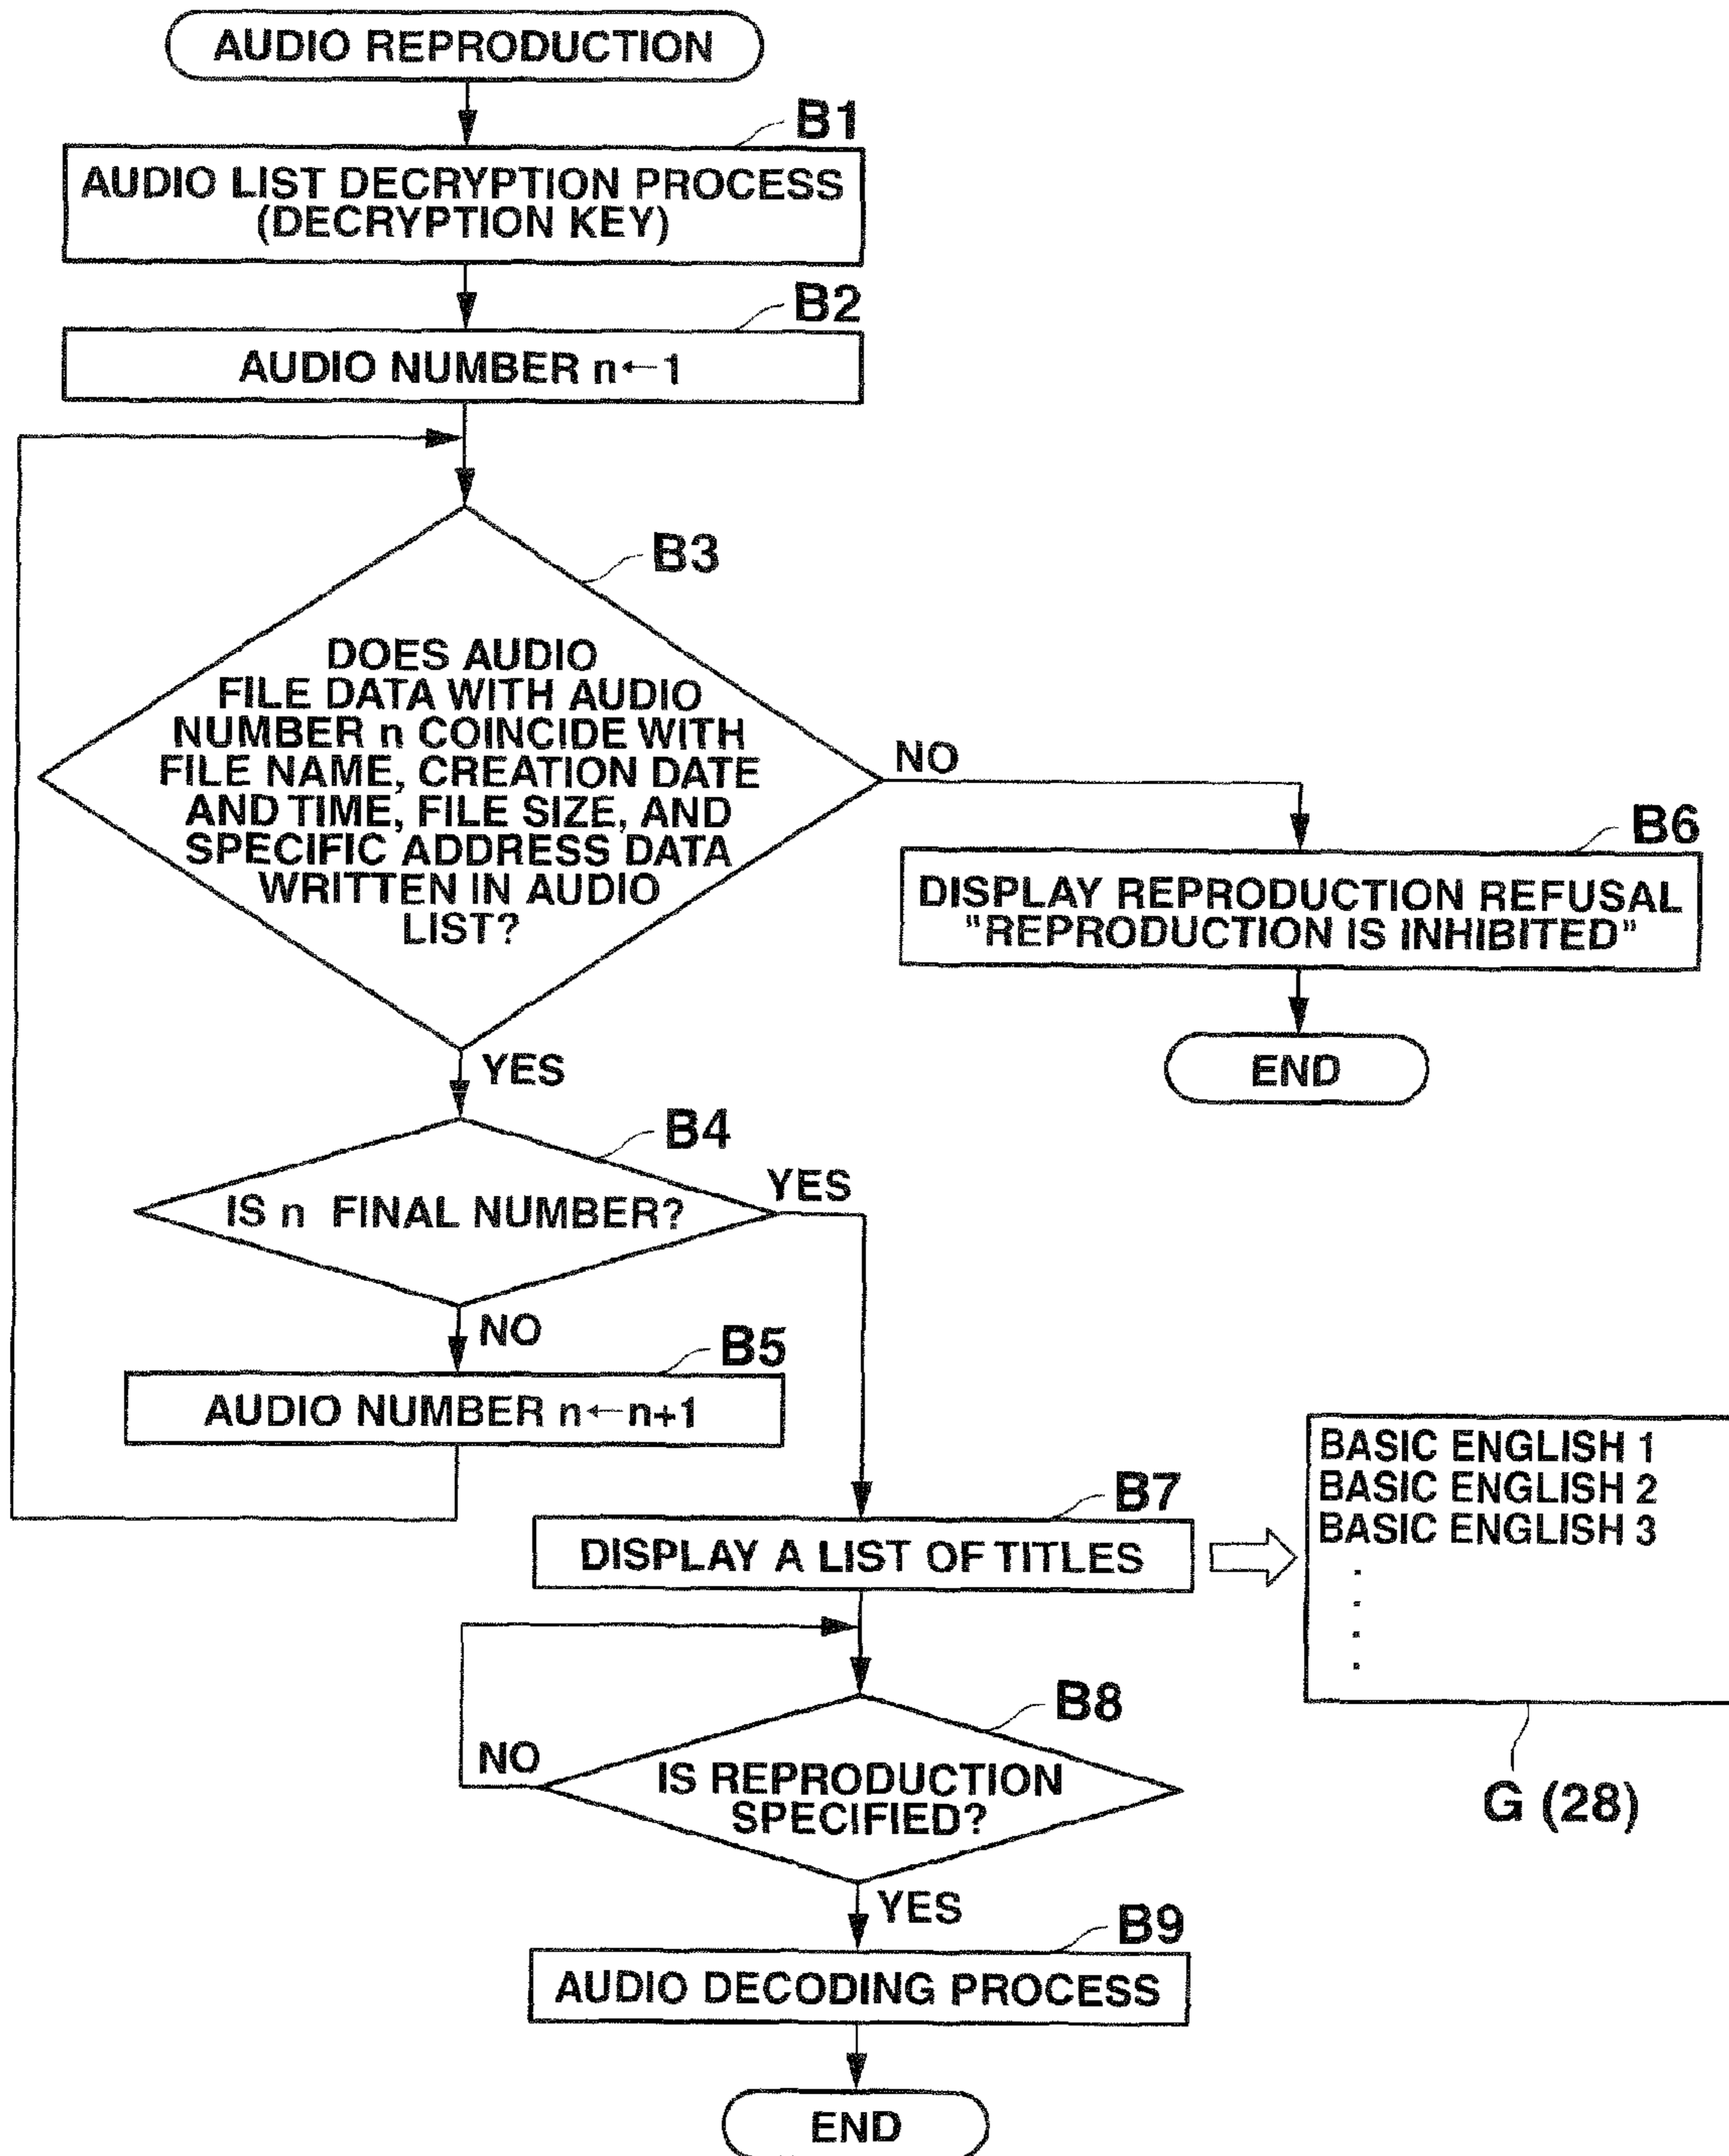 AUDIO REPRODUCTION
B1
AUDIO LIST DECRYPTION PROCESS
(DECRYPTION KEY)
B2
AUDIO NUMBER n←1
B3
DOES AUDIO
FILE DATA WITH AUDIO
NUMBER n COINCIDE WITH
FILE NAME, CREATION DATE
AND TIME, FILE SIZE, AND
SPECIFIC ADDRESS DATA
WRITTEN IN AUDIO
LIST?
NO
B6
DISPLAY REPRODUCTION REFUSAL
"REPRODUCTION IS INHIBITED"
END
YES
B4
IS n FINAL NUMBER?
YES
NO
B5
AUDIO NUMBER n←n+1
B7
DISPLAY A LIST OF TITLES
BASIC ENGLISH 1
BASIC ENGLISH 2
BASIC ENGLISH 3
.
.
.
.
G (28)
B8
IS REPRODUCTION
SPECIFIED?
NO
YES
B9
AUDIO DECODING PROCESS
END